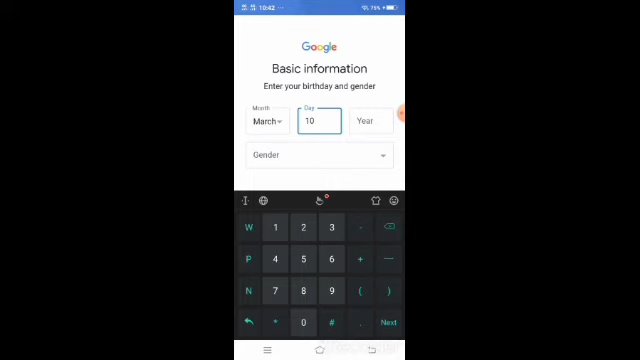 10:42 75%
Google
Basic information
Enter your birthday and gender
Month Day
March 10 Year
Gender
W 1 2 3 -
P 4 5 6 + —
N 7 8 9 ( )
* 0 # . Next